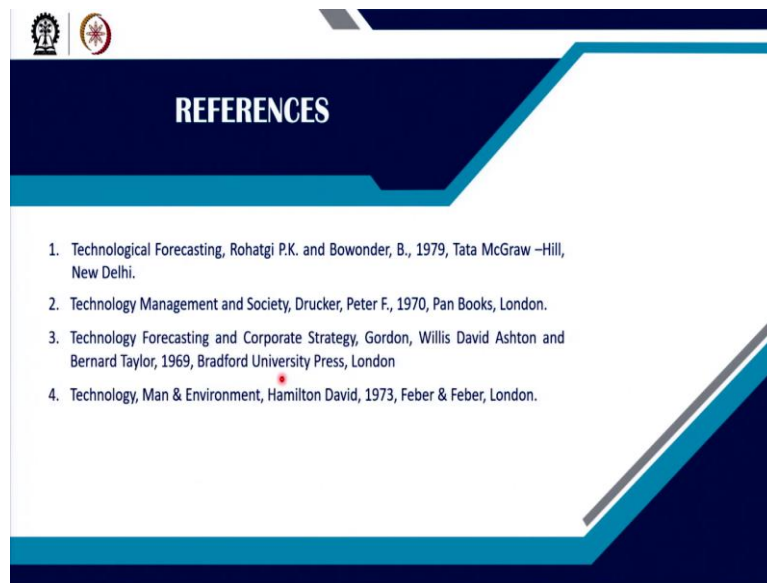 REFERENCES
1. Technological Forecasting, Rohatgi P.K. and Bowonder, B., 1979, Tata McGraw –Hill,
New Delhi.
2. Technology Management and Society, Drucker, Peter F., 1970, Pan Books, London.
3. Technology Forecasting and Corporate Strategy, Gordon, Willis David Ashton and
Bernard Taylor, 1969, Bradford University Press, London
4. Technology, Man & Environment, Hamilton David, 1973, Feber & Feber, London.